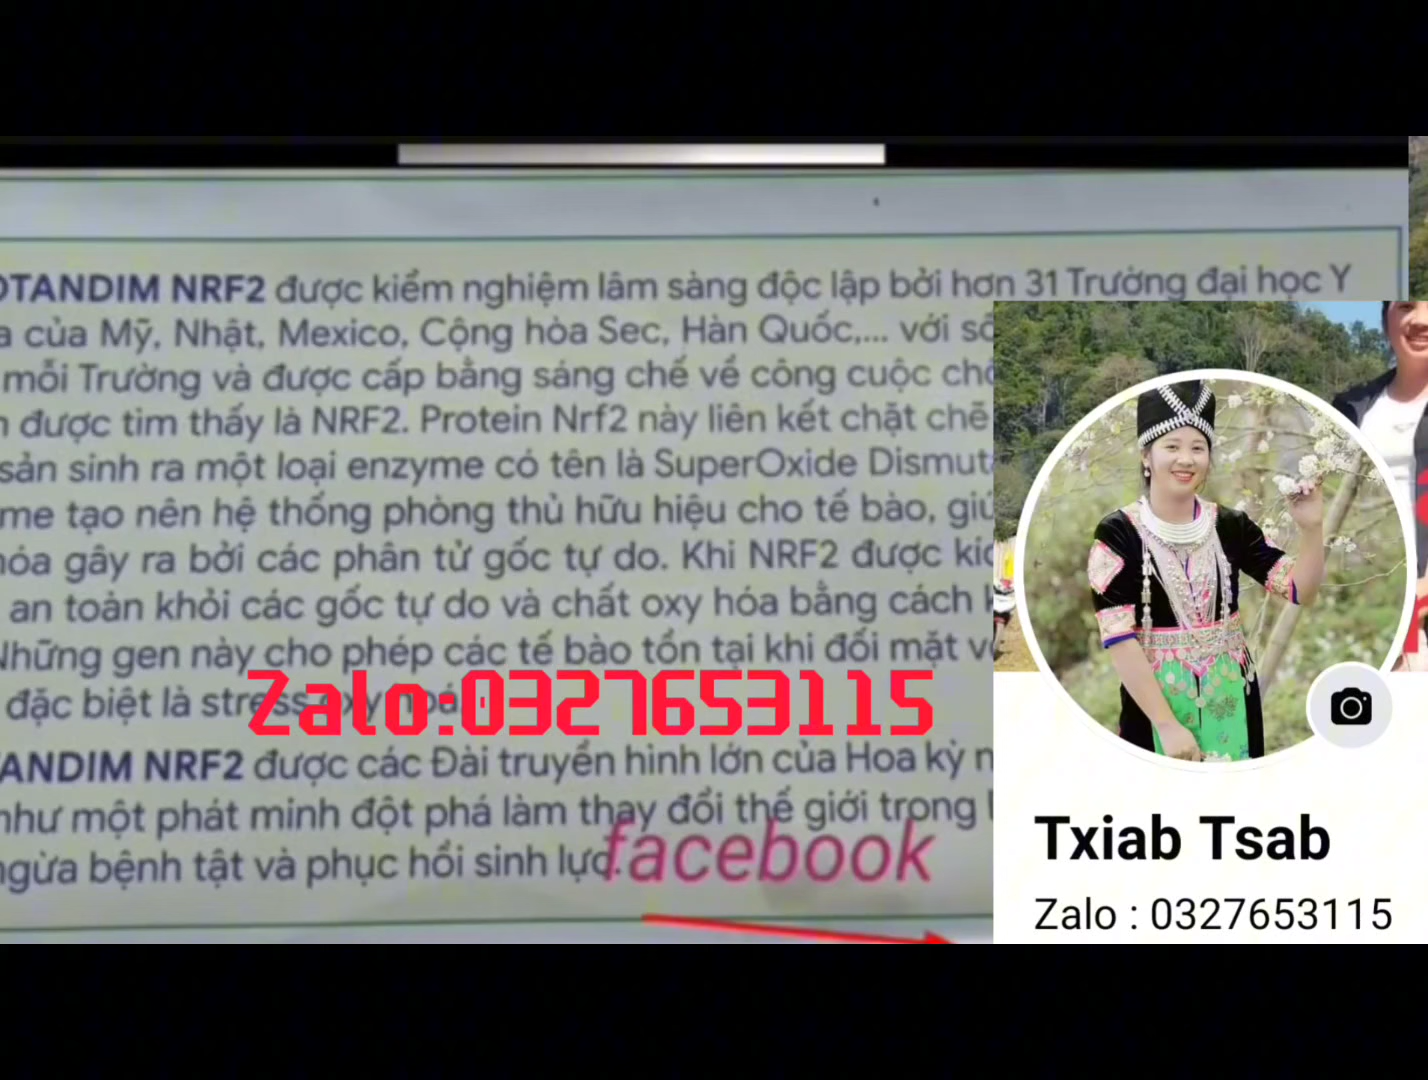 NRF2 được kiểm nghiệm lâm sàng độc lập bởi hơn 31 Trường đại học Y
của Mỹ, Nhật, Mexico, Cộng hòa Sec, Hàn Quốc,... với
mỗi Trường và được cấp bằng sáng chế về công cuộc
được tìm thấy là NRF2. Protein Nrf2 này liên kết chặt chẽ
sản sinh ra một loại enzyme có tên là SuperOxide
tạo nên hệ thống phòng thủ hữu hiệu cho tế bào,
gây ra bởi các phân tử gốc tự do. Khi NRF2 được
an toàn khỏi các gốc tự do và chất oxy hóa bằng cách
Những gen này cho phép các tế bào tồn tại khi đối mặt
đặc biệt là stress
Zalo:0327653115
NRF2 được các Đài truyền hình lớn của Hoa kỳ
như một phát minh đột phá làm thay đổi thế giới trong
bệnh tật và phục hồi sinh lực.
facebook
Txiab Tsab
Zalo : 0327653115